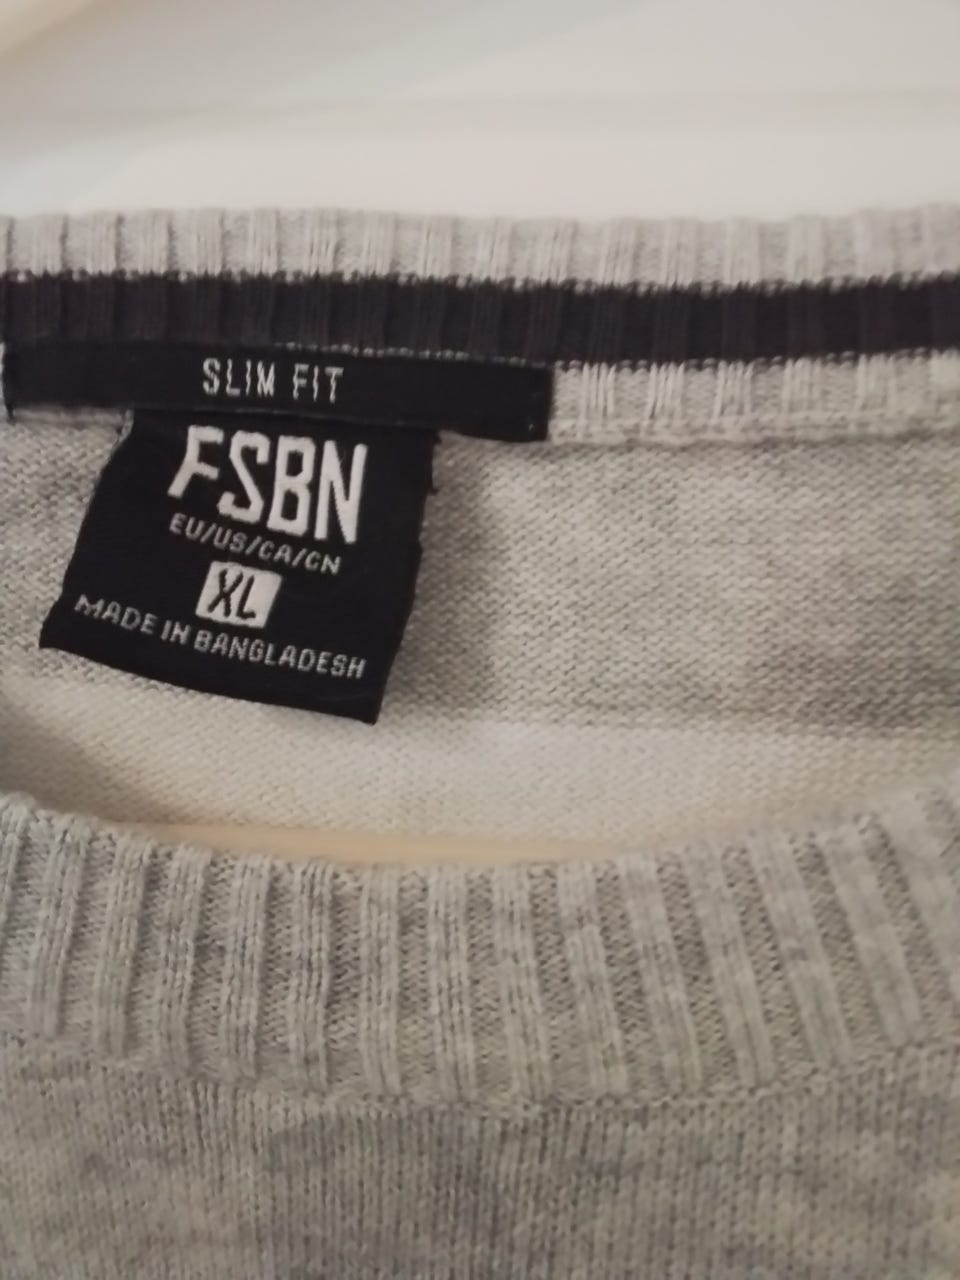 SLIM FIT
FSBN
EU/US/CA/CN
XL
MADE IN BANGLADESH